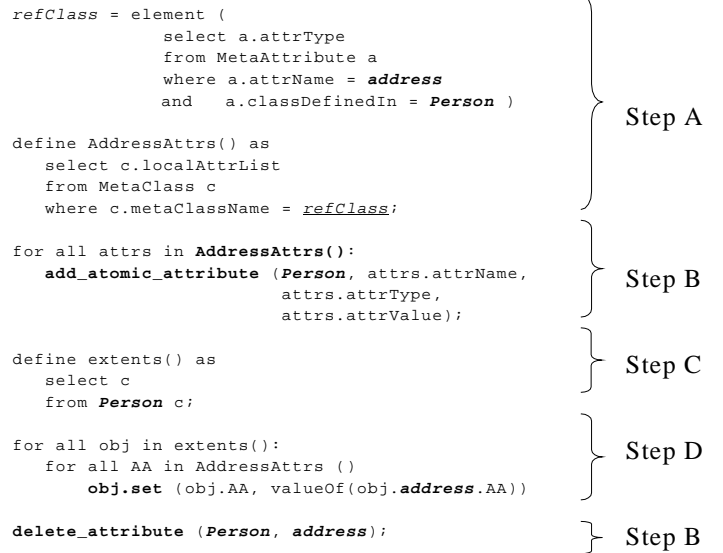 refClass = element (
select a.attrType
from MetaAttribute a
where a.attrName = address
and a.classDefinedIn = Person )
Step A
define AddressAttrs() as
select c.localAttrList
from MetaClass c
where c.metaClassName = refClass;
for all attrs in AddressAttrs():
add_atomic_attribute (Person, attrs.attrName,
attrs.attrType,
attrs.attrValue);
Step B
define extents() as
select c
from Person c;
Step C
for all obj in extents():
for all AA in AddressAttrs ()
obj.set (obj.AA, valueOf(obj.address.AA))
Step D
delete_attribute (Person, address);
Step B